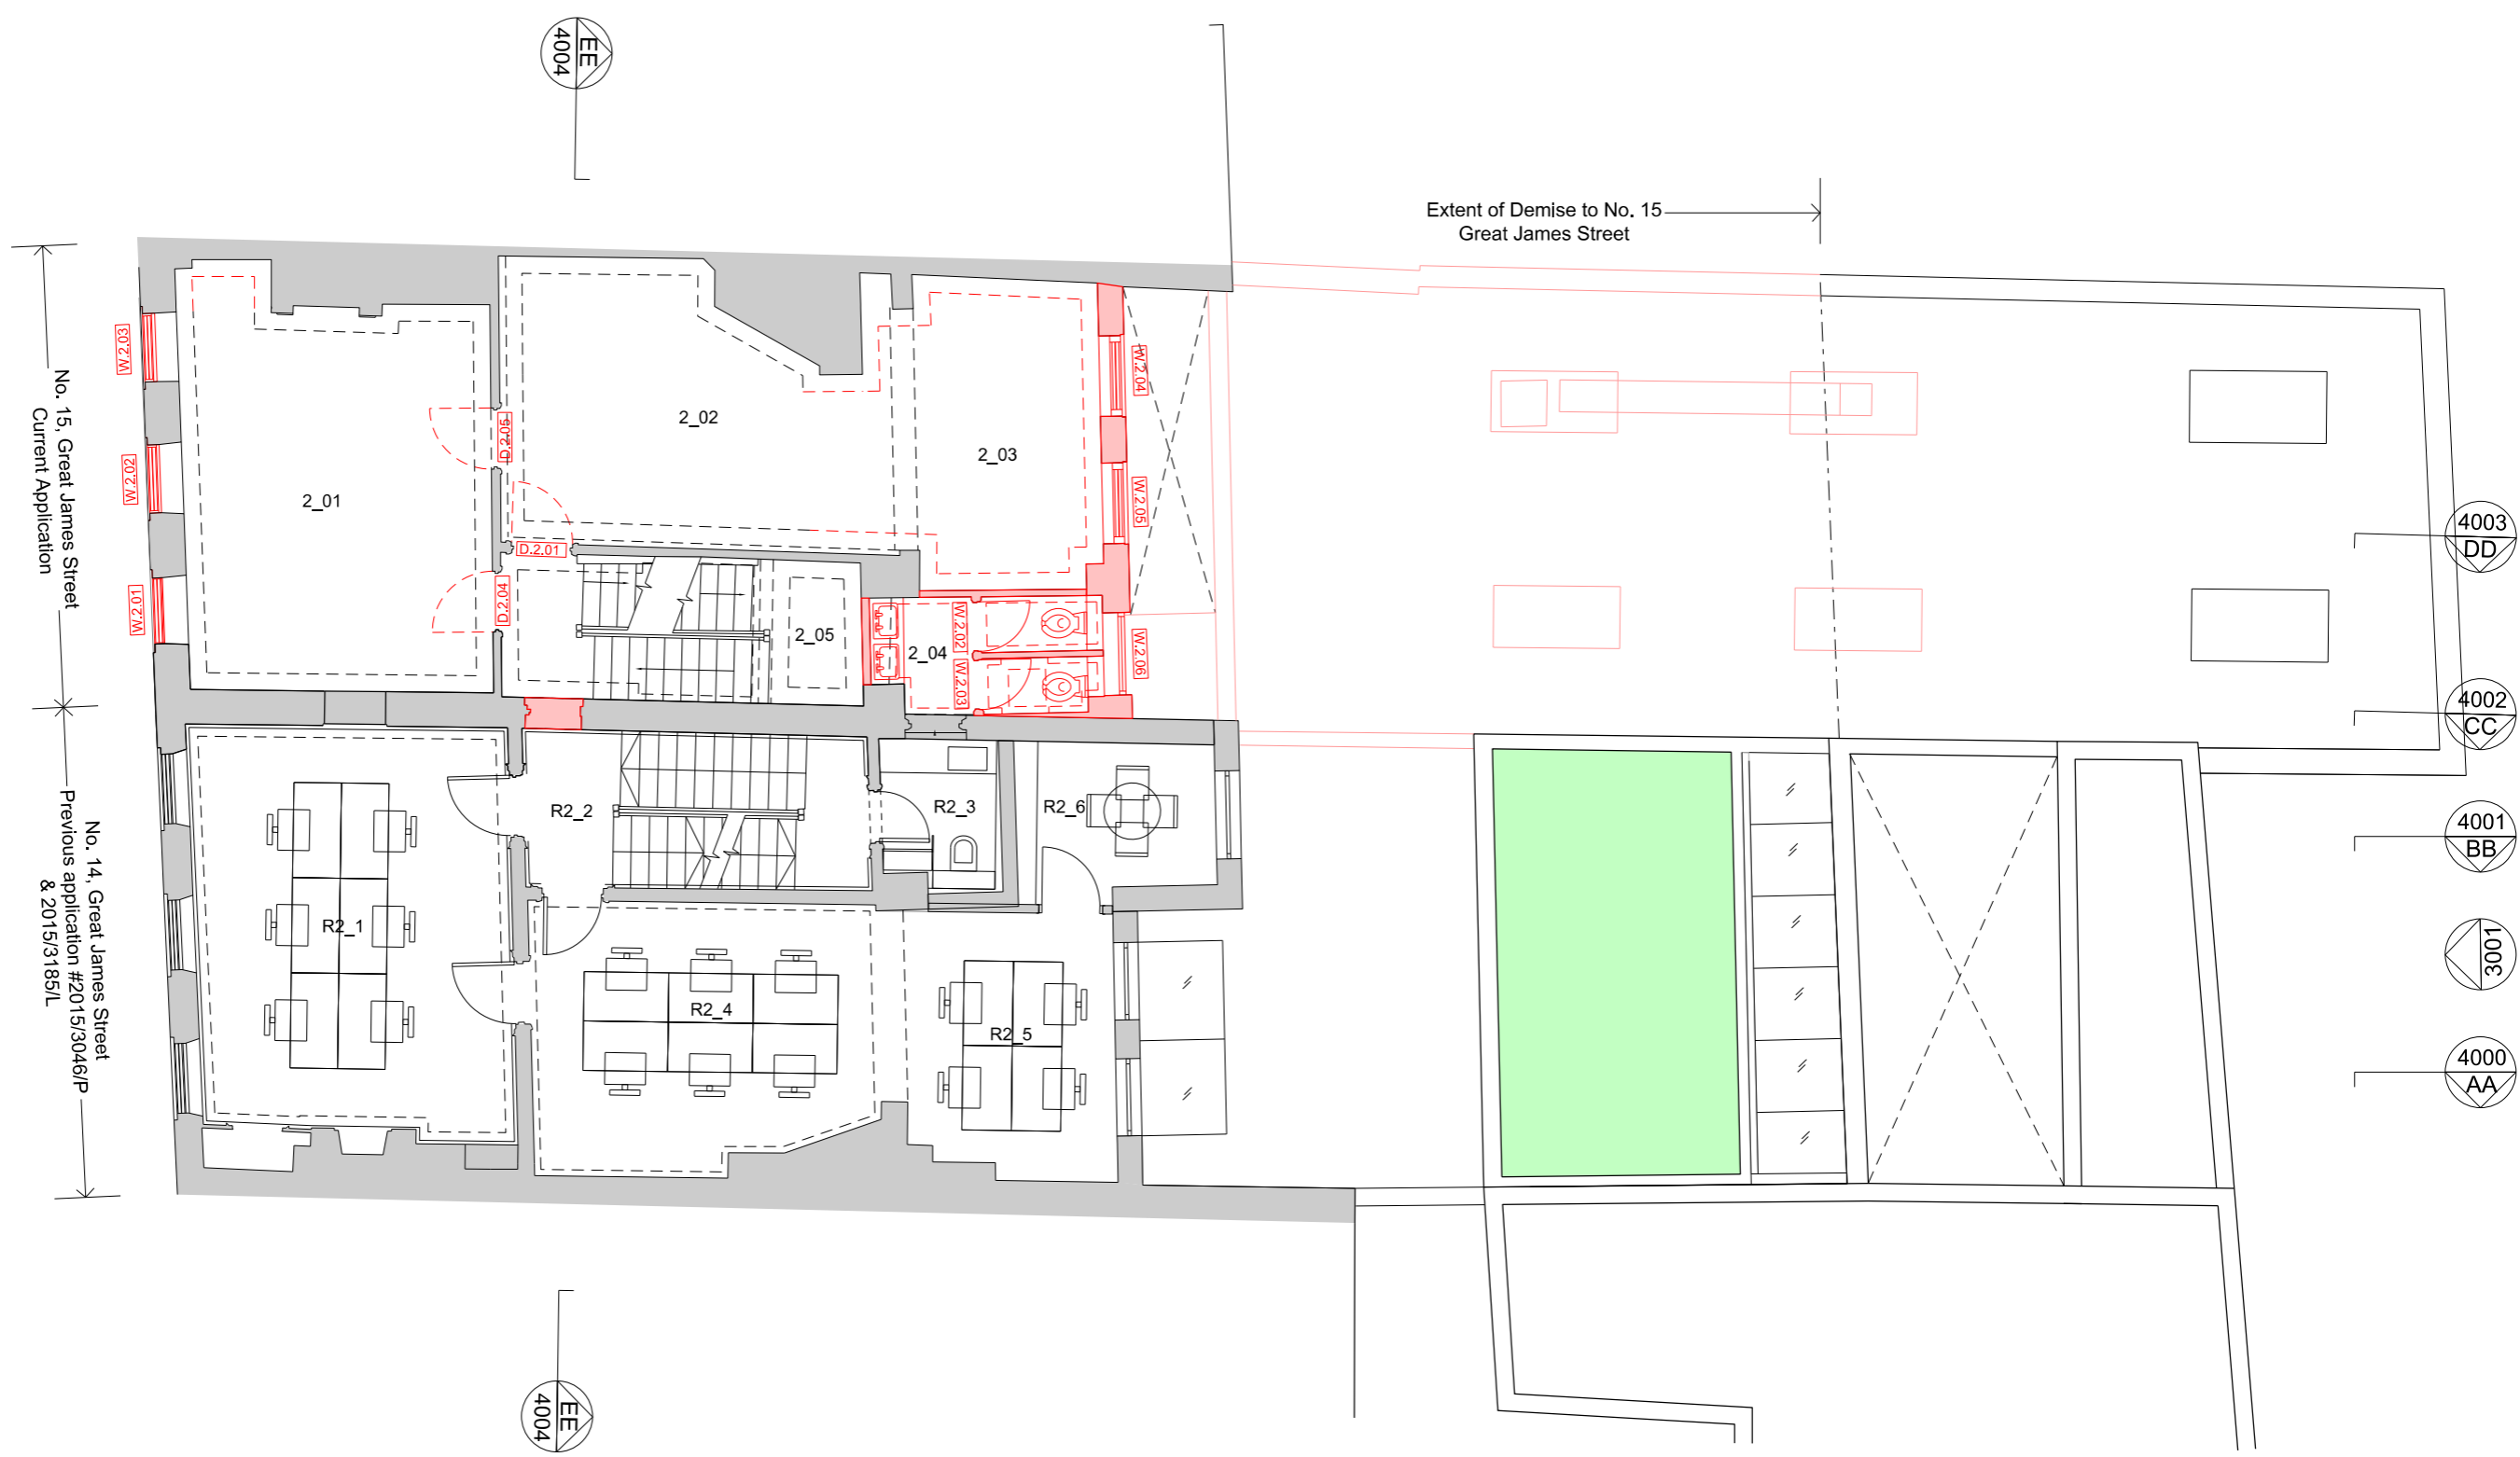 EE
4004
Extent of Demise to No. 15
Great James Street
No. 15, Great James Street
Current Application
W.2.03
W.2.02
W.2.01
2_01
D.2.05
2_02
2_03
W.2.04
W.2.05
D.2.01
D.2.04
2_05
2_04
W.2.02
W.2.03
W.2.06
4003
DD
4002
CC
4001
BB
3001
4000
AA
No. 14, Great James Street
Previous application #2015/3046/P
& 2015/3185/L
R2_1
R2_2
R2_3
R2_6
R2_4
R2_5
EE
4004